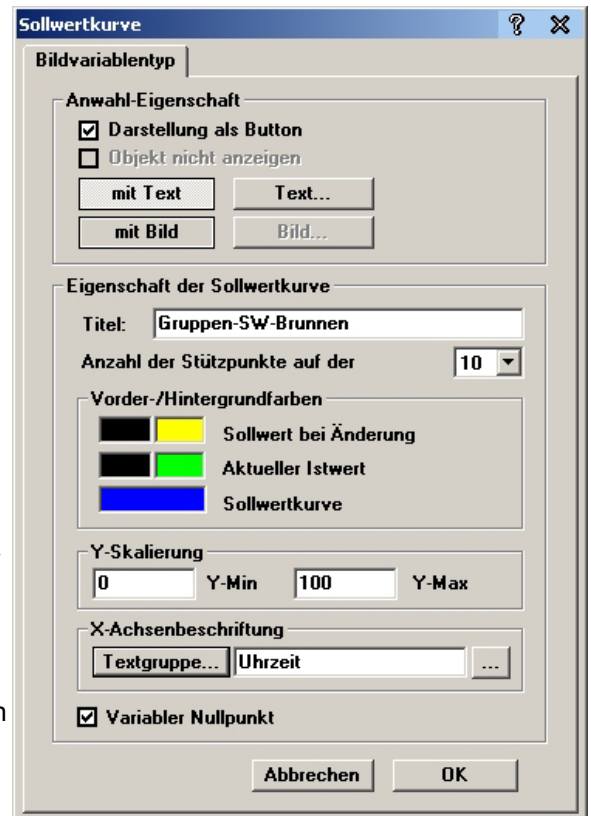 Sollwertkurve
Bildvariablentyp
Anwahl-Eigenschaft
Darstellung als Button
Objekt nicht anzeigen
mit Text Text...
mit Bild Bild...
Eigenschaft der Sollwertkurve
Titel: Gruppen-SW-Brunnen
Anzahl der Stützpunkte auf der 10
Vorder-/Hintergrundfarben
Sollwert bei Änderung
Aktueller Istwert
Sollwertkurve
Y-Skalierung
0 Y-Min 100 Y-Max
X-Achsenbeschriftung
Textgruppe... Uhrzeit ...
Variabler Nullpunkt
Abbrechen OK